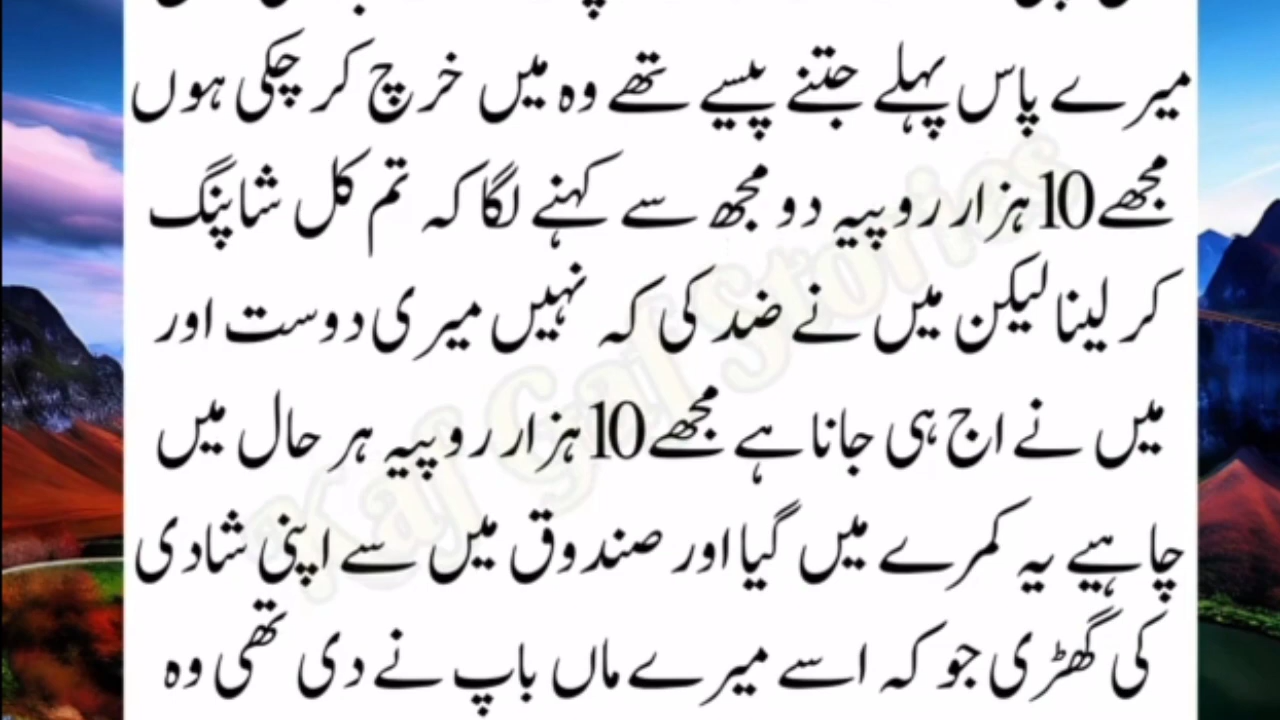 میرے پاس پہلے جتنے پیسے تھے وہ میں خرچ کر چکی ہوں
مجھے 10 ہزار روپیہ دو مجھ سے کہنے لگا کہ تم کل شاپنگ
کر لینا لیکن میں نے ضد کی کہ نہیں میری دوست اور
میں نے اج ہی جانا ہے مجھے 10 ہزار روپیہ ہر حال میں
چاہیے یہ کمرے میں گیا اور صندوق میں سے اپنی شادی
کی گھڑی جو کہ اسے میرے ماں باپ نے دی تھی وہ
Kaf Gaf Stories